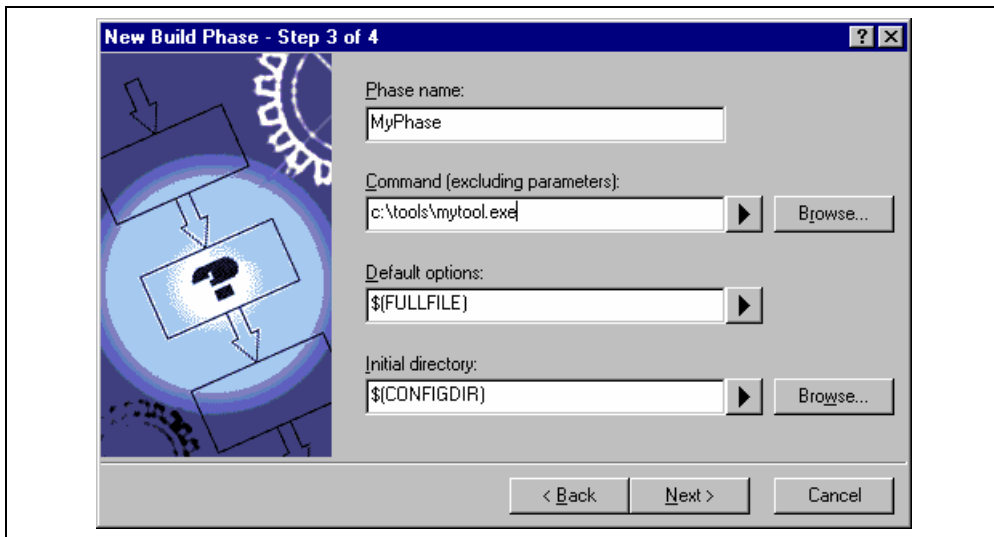 New Build Phase - Step 3 of 4
Phase name:
MyPhase
Command (excluding parameters):
c:\tools\mytool.exe
Browse...
Default options:
$(FULLFILE)
Initial directory:
$(CONFIGDIR)
Browse...
< Back
Next >
Cancel